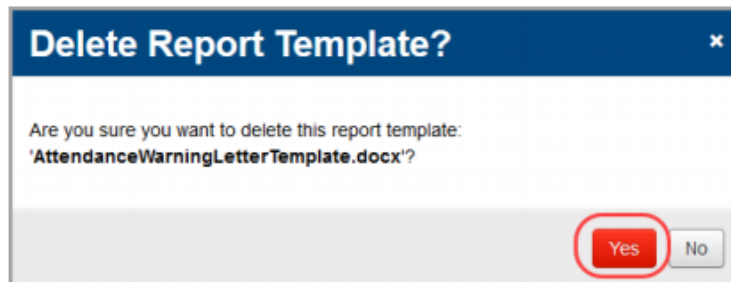 Delete Report Template?
×
Are you sure you want to delete this report template:
'AttendanceWarningLetterTemplate.docx'?
Yes No